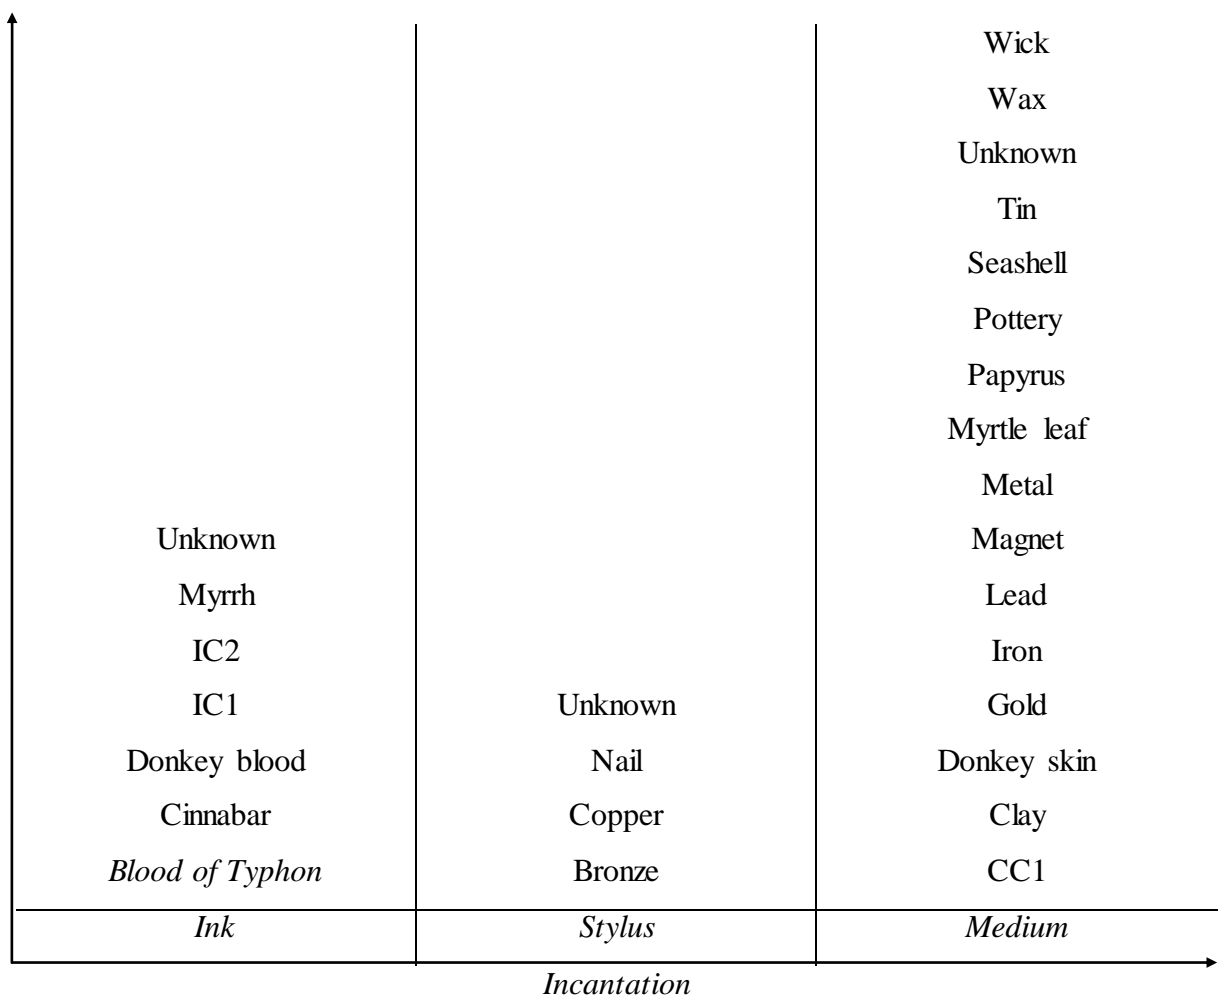 Wick
Wax
Unknown
Tin
Seashell
Pottery
Papyrus
Myrtle leaf
Metal
Unknown Magnet
Myrrh Lead
IC2 Iron
IC1 Unknown Gold
Donkey blood Nail Donkey skin
Cinnabar Copper Clay
Blood of Typhon Bronze CC1
Ink Stylus Medium
Incantation